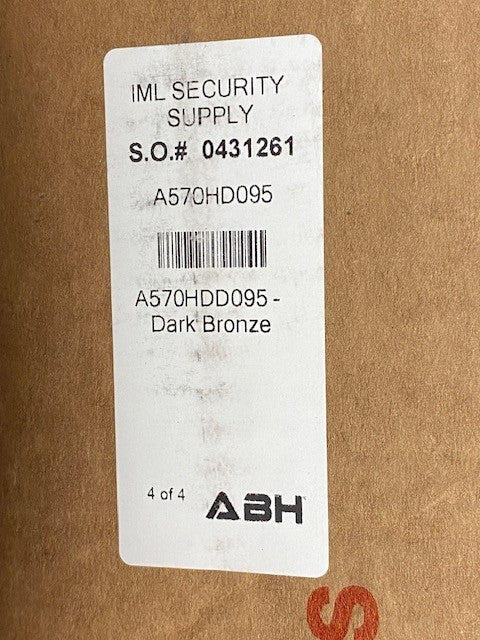 IML SECURITY
SUPPLY
S.O.# 0431261
A570HD095
A570HDD095 -
Dark Bronze
4 of 4
ABH
S